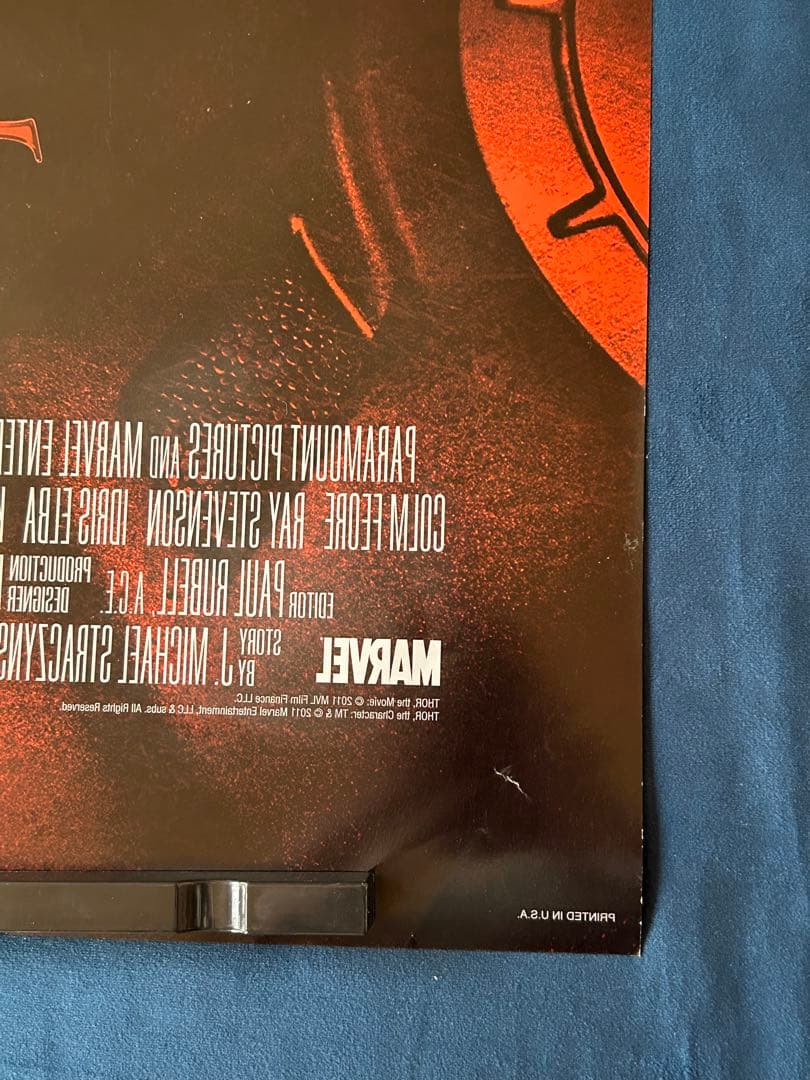 PARAMOUNT PICTURES AND MARVEL ENTE
COLM FEORE RAY STEVENSON IDRIS ELBA
EDITOR PAUL RUBELL, A.C.E. PRODUCTION DESIGNER
MARVEL STORY BY J. MICHAEL STRACZYNS
THOR, the Movie: © 2011 MVL Film Finance LLC.
THOR, the Character: TM & © 2011 Marvel Entertainment, LLC & subs. All Rights Reserved.
PRINTED IN U.S.A.